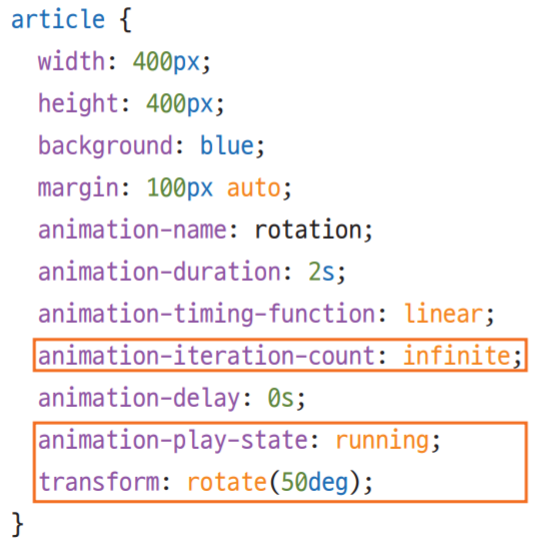 article {
width: 400px;
height: 400px;
background: blue;
margin: 100px auto;
animation-name: rotation;
animation-duration: 2s;
animation-timing-function: linear;
animation-iteration-count: infinite;
animation-delay: 0s;
animation-play-state: running;
transform: rotate(50deg);
}